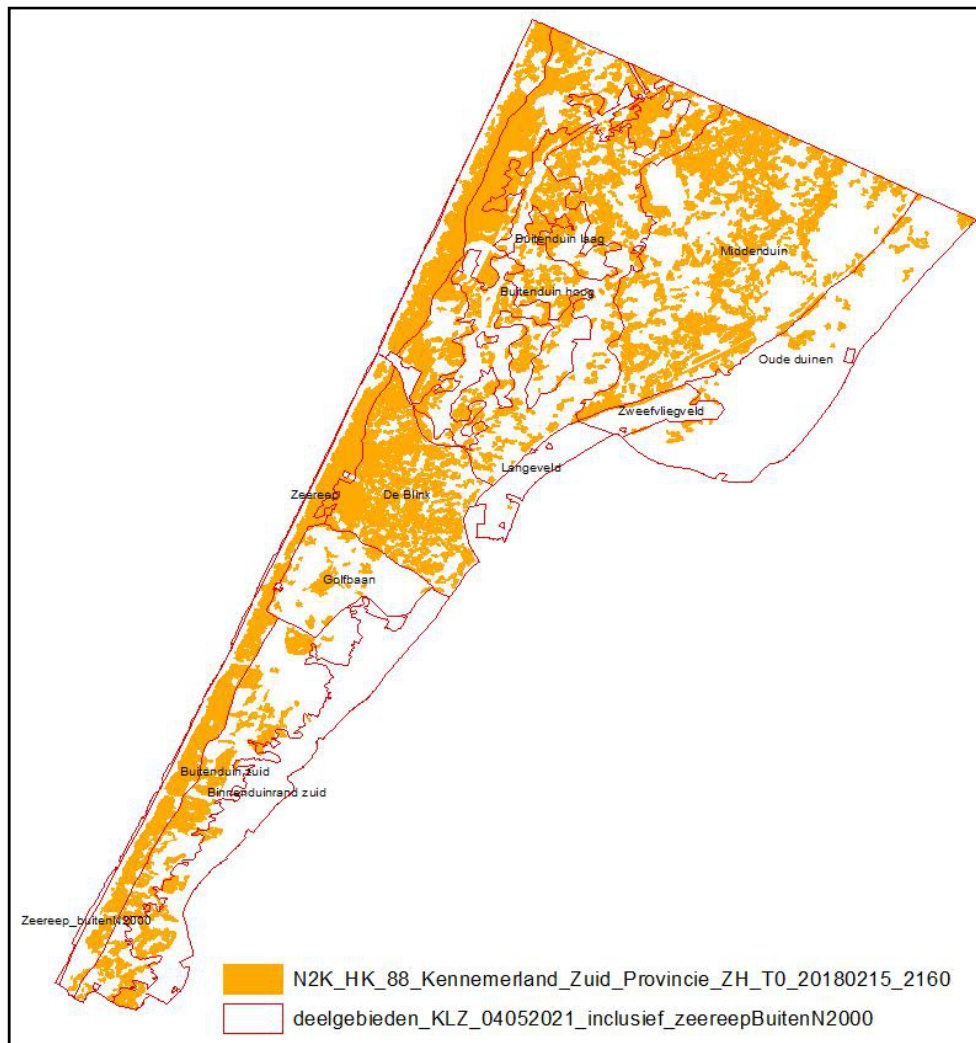 Buitenduin laag
Middenduin
Buitenduin hoog
Oude duinen
Zweefvliegveld
Langeveld
Zeereep
De Blink
Golfbaan
Buitenduin zuid
Binnenduinrand zuid
Zeereep_buitenN2000
N2K_HK_88_Kennemerland_Zuid_Provincie_ZH_T0_20180215_2160
deelgebieden_KLZ_04052021_inclusief_zeereepBuitenN2000